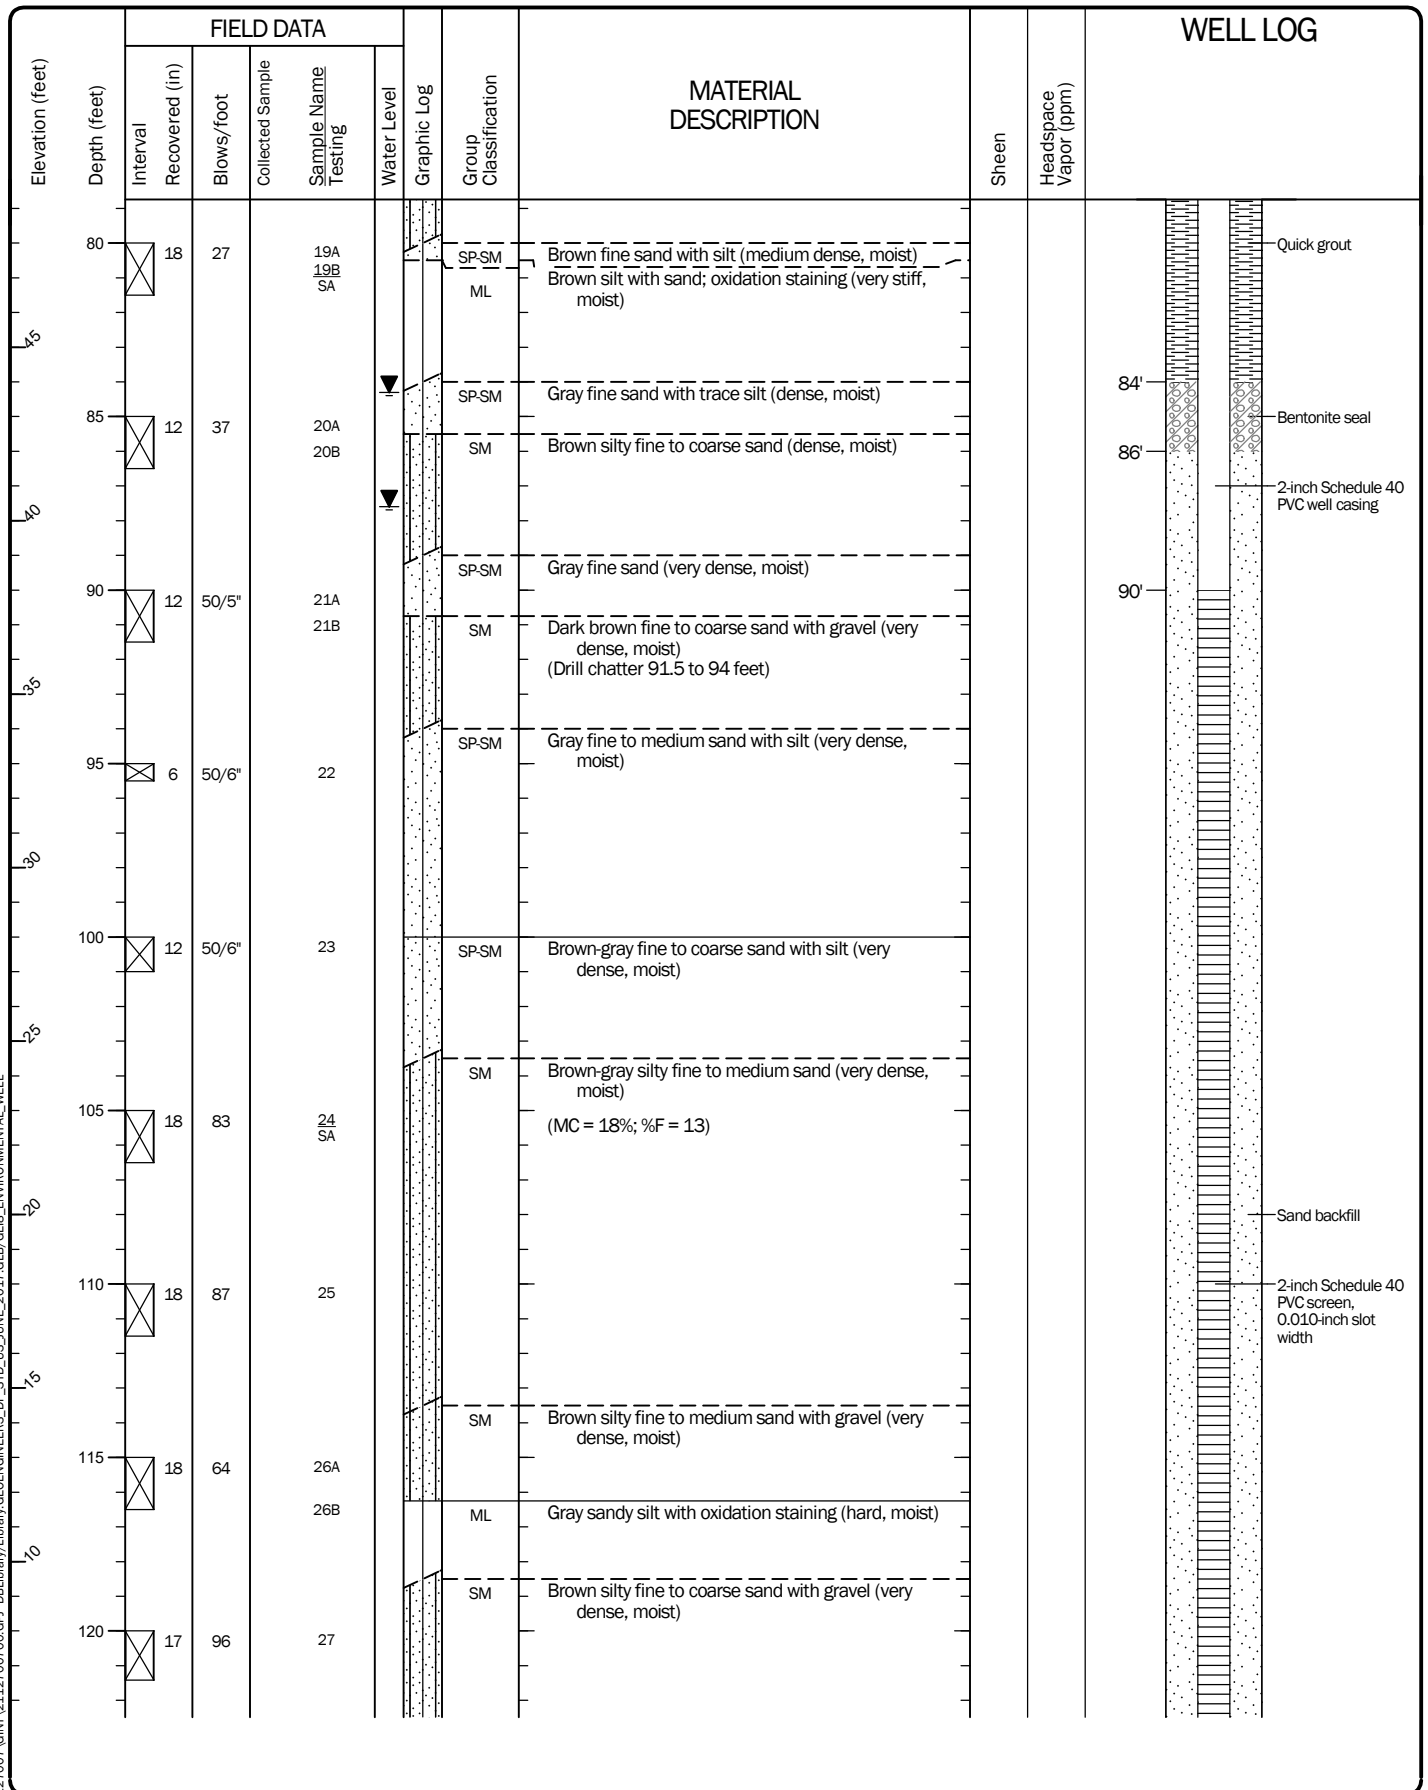 FIELD DATA
WELL LOG
Elevation (feet)
Depth (feet)
Interval
Recovered (in)
Blows/foot
Collected Sample
Sample Name
Testing
Water Level
Graphic Log
Group
Classification
MATERIAL
DESCRIPTION
Sheen
Headspace
Vapor (ppm)
80 18 27 19A SP-SM Brown fine sand with silt (medium dense, moist) Quick grout
19B
SA
ML Brown silt with sand; oxidation staining (very stiff,
moist)
45
84'
SP-SM Gray fine sand with trace silt (dense, moist)
85 12 37 20A Bentonite seal
20B SM Brown silty fine to coarse sand (dense, moist)
86'
2-inch Schedule 40
PVC well casing
40
SP-SM Gray fine sand (very dense, moist)
90 12 50/5" 21A 90'
21B SM Dark brown fine to coarse sand with gravel (very
dense, moist)
(Drill chatter 91.5 to 94 feet)
35
SP-SM Gray fine to medium sand with silt (very dense,
moist)
95 6 50/6" 22
30
100 12 50/6" 23 SP-SM Brown-gray fine to coarse sand with silt (very
dense, moist)
25
SM Brown-gray silty fine to medium sand (very dense,
moist)
105 18 83 24 (MC = 18%; %F = 13)
SA
20
Sand backfill
110 18 87 25
2-inch Schedule 40
PVC screen,
0.010-inch slot
width
15
SM Brown silty fine to medium sand with gravel (very
dense, moist)
115 18 64 26A
26B ML Gray sandy silt with oxidation staining (hard, moist)
10
SM Brown silty fine to coarse sand with gravel (very
dense, moist)
120 17 96 27